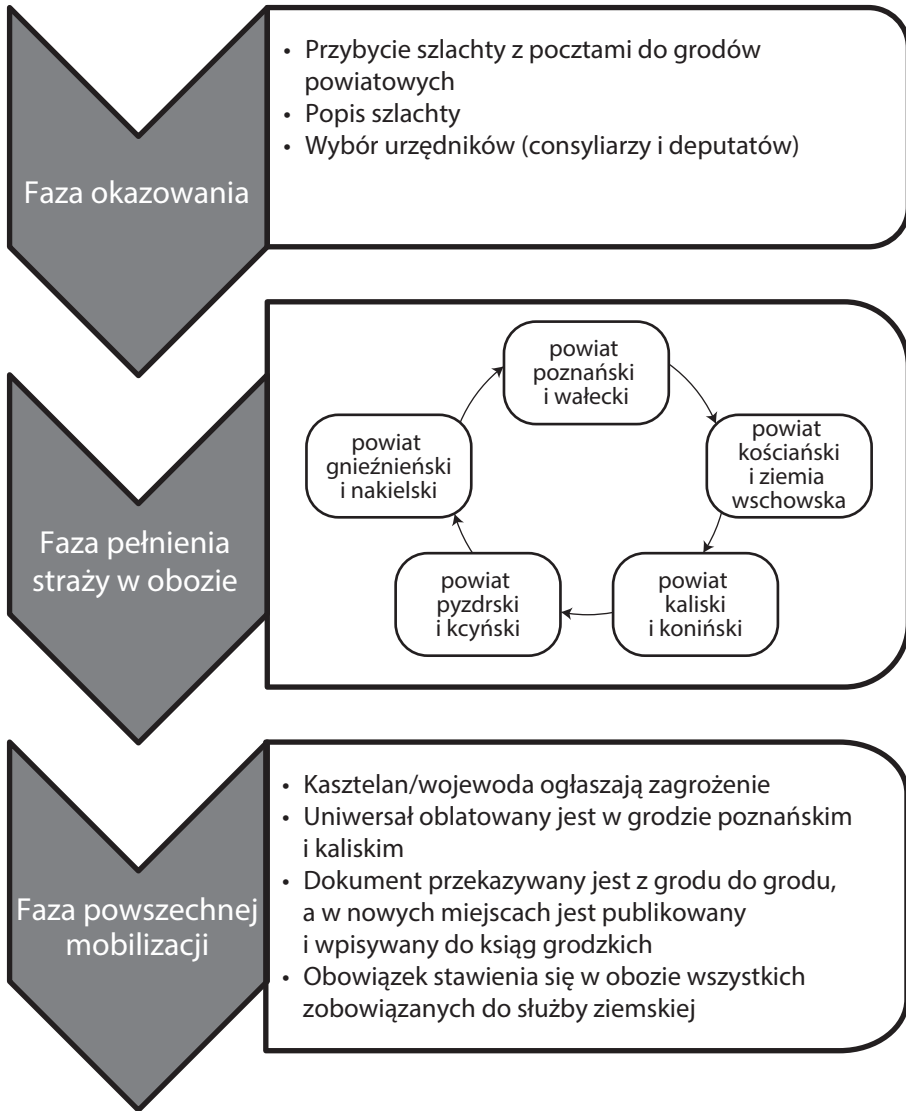 Faza okazowania
• Przybycie szlachty z pocztami do grodów
powiatowych
• Popis szlachty
• Wybór urzędników (consyliarzy i deputatów)
Faza pełnienia
straży w obozie
powiat
poznański
i wałecki
powiat
kościański
i ziemia
wschowska
powiat
kaliski
i koniński
powiat
pyzdrski
i kcyński
powiat
gnieźnieński
i nakielski
Faza powszechnej
mobilizacji
• Kasztelan/wojewoda ogłaszają zagrożenie
• Uniwersał oblatowany jest w grodzie poznańskim
i kaliskim
• Dokument przekazywany jest z grodu do grodu,
a w nowych miejscach jest publikowany
i wpisywany do ksiąg grodzkich
• Obowiązek stawienia się w obozie wszystkich
zobowiązanych do służby ziemskiej